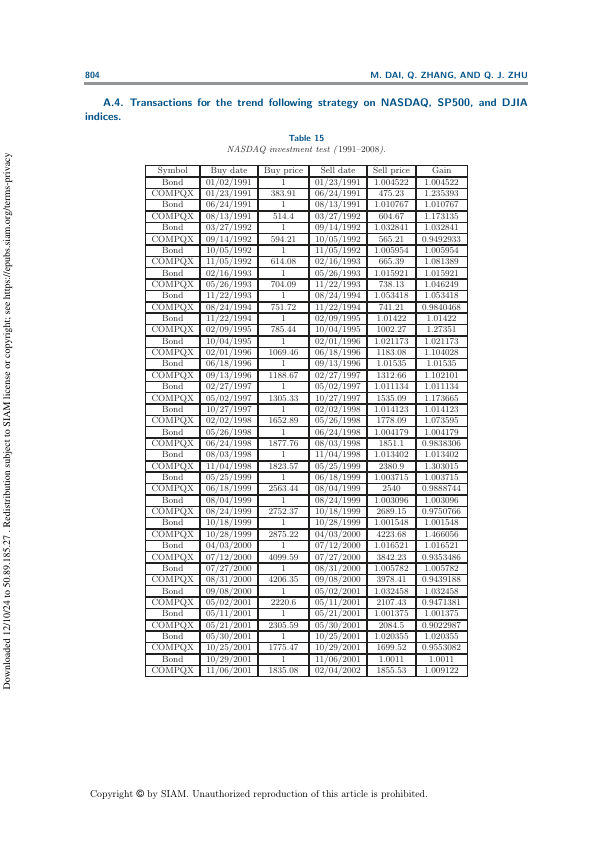 804
M. DAI, Q. ZHANG, AND Q. J. ZHU
A.4. Transactions for the trend following strategy on NASDAQ, SP500, and DJIA
indices.
Table 15
NASDAQ investment test (1991–2008).
Symbol Buy date Buy price Sell date Sell price Gain
Bond 01/02/1991 1 01/23/1991 1.004522 1.004522
COMPQX 01/23/1991 383.91 06/24/1991 475.23 1.235393
Bond 06/24/1991 1 08/13/1991 1.010767 1.010767
COMPQX 08/13/1991 514.4 03/27/1992 604.67 1.173135
Bond 03/27/1992 1 09/14/1992 1.032841 1.032841
COMPQX 09/14/1992 594.21 10/05/1992 565.21 0.9492933
Bond 10/05/1992 1 11/05/1992 1.005954 1.005954
COMPQX 11/05/1992 614.08 02/16/1993 665.39 1.081389
Bond 02/16/1993 1 05/26/1993 1.015921 1.015921
COMPQX 05/26/1993 704.09 11/22/1993 738.13 1.046249
Bond 11/22/1993 1 08/24/1994 1.053418 1.053418
COMPQX 08/24/1994 751.72 11/22/1994 741.21 0.9840468
Bond 11/22/1994 1 02/09/1995 1.01422 1.01422
COMPQX 02/09/1995 785.44 10/04/1995 1002.27 1.27351
Bond 10/04/1995 1 02/01/1996 1.021173 1.021173
COMPQX 02/01/1996 1069.46 06/18/1996 1183.08 1.104028
Bond 06/18/1996 1 09/13/1996 1.01535 1.01535
COMPQX 09/13/1996 1188.67 02/27/1997 1312.66 1.102101
Bond 02/27/1997 1 05/02/1997 1.011134 1.011134
COMPQX 05/02/1997 1305.33 10/27/1997 1535.09 1.173665
Bond 10/27/1997 1 02/02/1998 1.014123 1.014123
COMPQX 02/02/1998 1652.89 05/26/1998 1778.09 1.073595
Bond 05/26/1998 1 06/24/1998 1.004179 1.004179
COMPQX 06/24/1998 1877.76 08/03/1998 1851.1 0.9838306
Bond 08/03/1998 1 11/04/1998 1.013402 1.013402
COMPQX 11/04/1998 1823.57 05/25/1999 2380.9 1.303015
Bond 05/25/1999 1 06/18/1999 1.003715 1.003715
COMPQX 06/18/1999 2563.44 08/04/1999 2540 0.9888744
Bond 08/04/1999 1 08/24/1999 1.003096 1.003096
COMPQX 08/24/1999 2752.37 10/18/1999 2689.15 0.9750766
Bond 10/18/1999 1 10/28/1999 1.001548 1.001548
COMPQX 10/28/1999 2875.22 04/03/2000 4223.68 1.466056
Bond 04/03/2000 1 07/12/2000 1.016521 1.016521
COMPQX 07/12/2000 4099.59 07/27/2000 3842.23 0.9353486
Bond 07/27/2000 1 08/31/2000 1.005782 1.005782
COMPQX 08/31/2000 4206.35 09/08/2000 3978.41 0.9439188
Bond 09/08/2000 1 05/02/2001 1.032458 1.032458
COMPQX 05/02/2001 2220.6 05/11/2001 2107.43 0.9471381
Bond 05/11/2001 1 05/21/2001 1.001375 1.001375
COMPQX 05/21/2001 2305.59 05/30/2001 2084.5 0.9022987
Bond 05/30/2001 1 10/25/2001 1.020355 1.020355
COMPQX 10/25/2001 1775.47 10/29/2001 1699.52 0.9553082
Bond 10/29/2001 1 11/06/2001 1.0011 1.0011
COMPQX 11/06/2001 1835.08 02/04/2002 1855.53 1.009122
Copyright © by SIAM. Unauthorized reproduction of this article is prohibited.
Downloaded 12/10/24 to 50.89.185.27 . Redistribution subject to SIAM license or copyright; see https://epubs.siam.org/terms-privacy